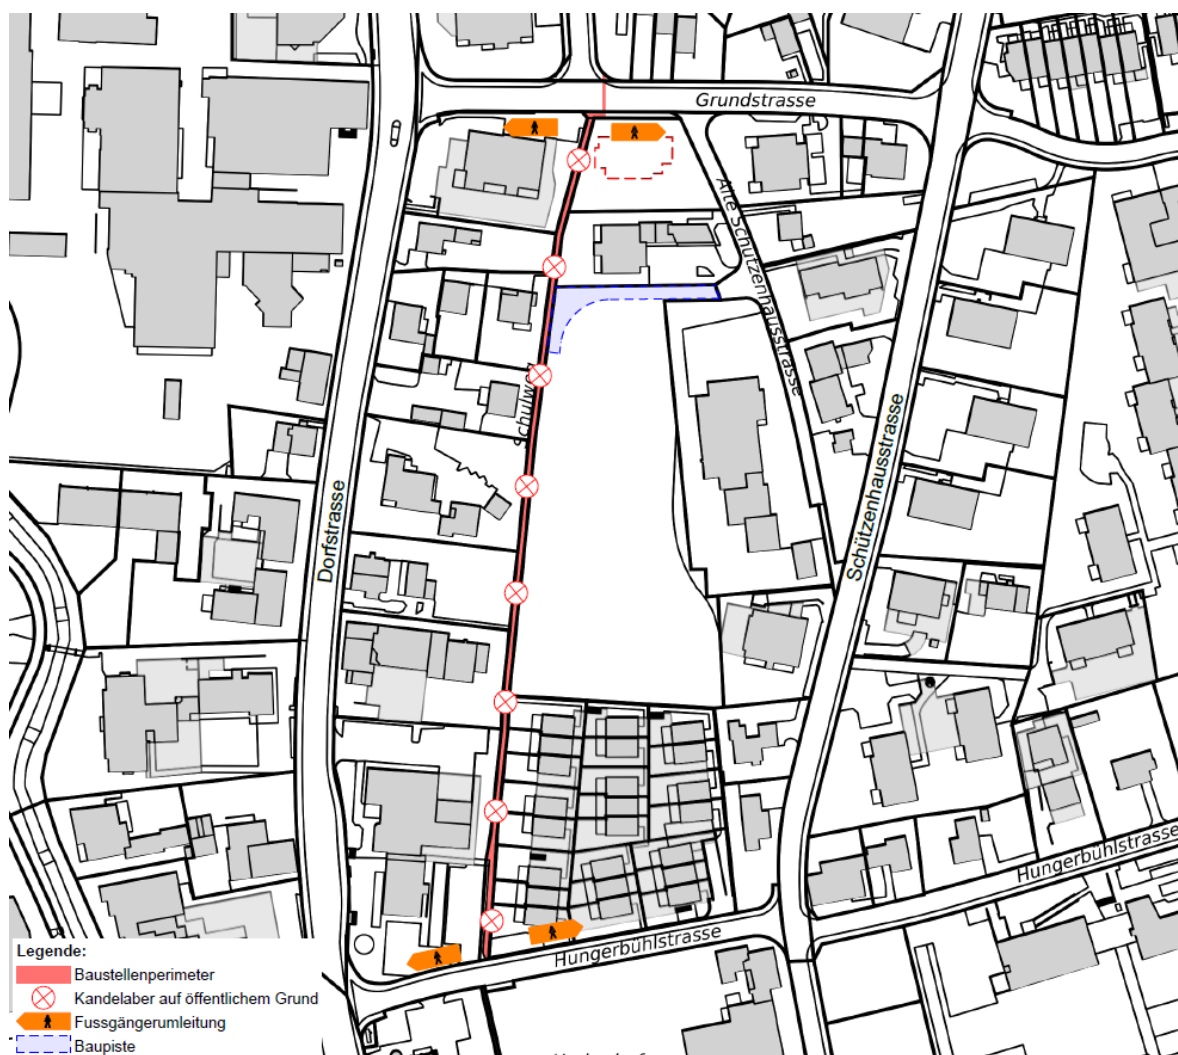 Grundstrasse
Alte Schützenhausstrasse
Schulweg
Dorfstrasse
Schützenhausstrasse
Hungerbühlstrasse
Hungerbühlstrasse
Legende:
Baustellenperimeter
Kandelaber auf öffentlichem Grund
Fussgängerumleitung
Baupiste